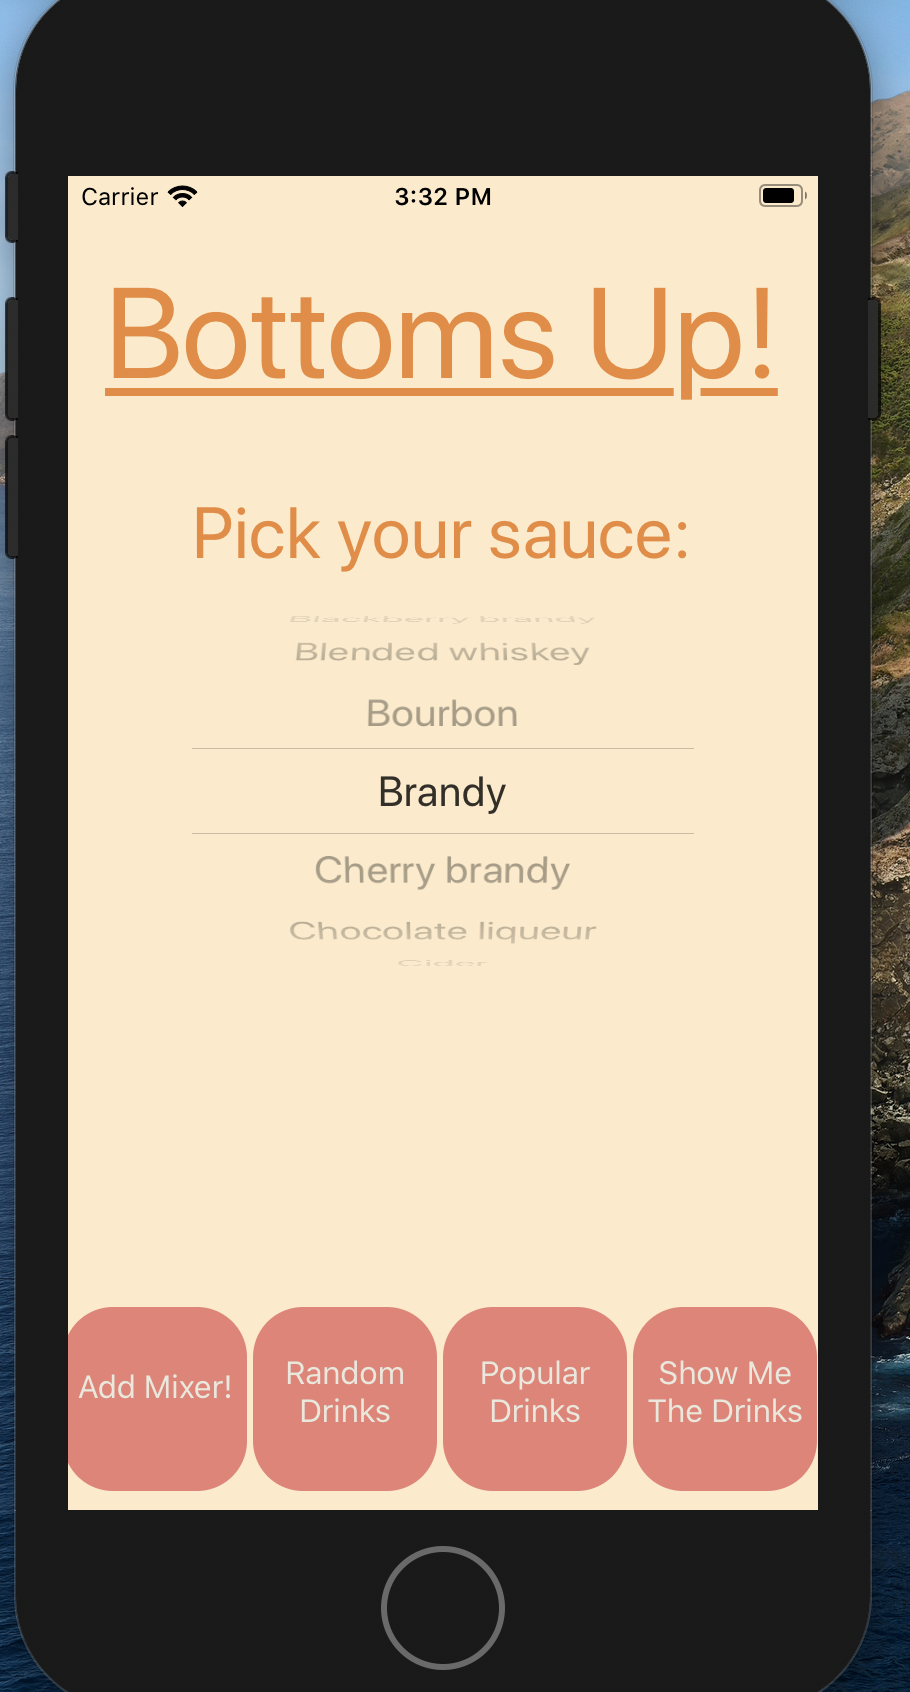 Carrier 3:32 PM
Bottoms Up!
Pick your sauce:
Blackberry brandy
Blended whiskey
Bourbon
Brandy
Cherry brandy
Chocolate liqueur
Cider
Add Mixer!
Random
Drinks
Popular
Drinks
Show Me
The Drinks